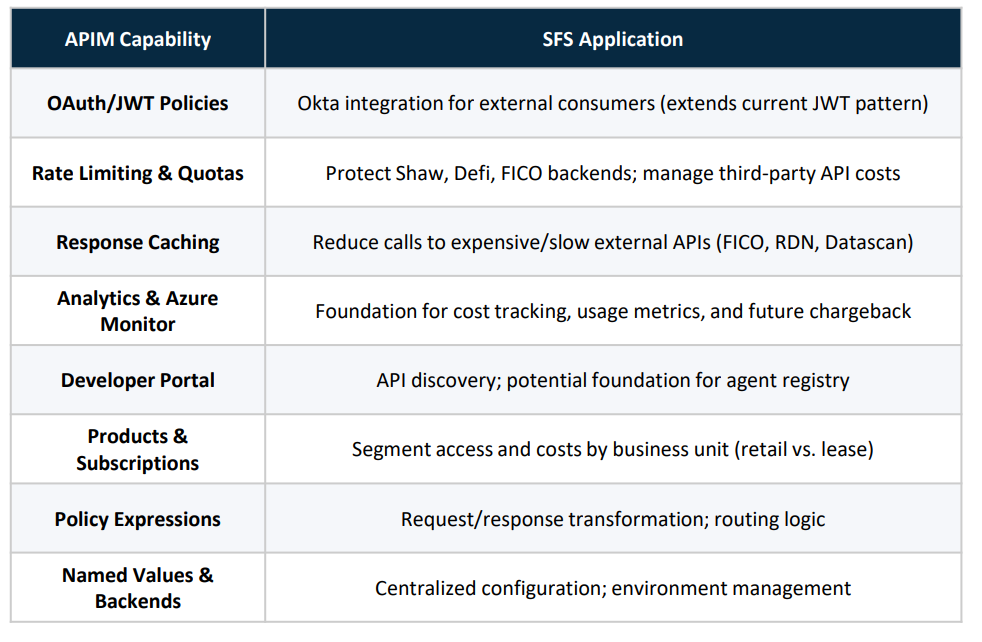 APIM Capability
SFS Application
OAuth/JWT Policies
Okta integration for external consumers (extends current JWT pattern)
Rate Limiting & Quotas
Protect Shaw, Defi, FICO backends; manage third-party API costs
Response Caching
Reduce calls to expensive/slow external APIs (FICO, RDN, Datascan)
Analytics & Azure
Monitor
Foundation for cost tracking, usage metrics, and future chargeback
Developer Portal
API discovery; potential foundation for agent registry
Products &
Subscriptions
Segment access and costs by business unit (retail vs. lease)
Policy Expressions
Request/response transformation; routing logic
Named Values &
Backends
Centralized configuration; environment management